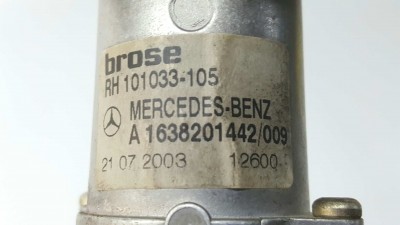 brose
RH 101033-105
MERCEDES-BENZ
A 1638201442/009
21 07 2003 12600